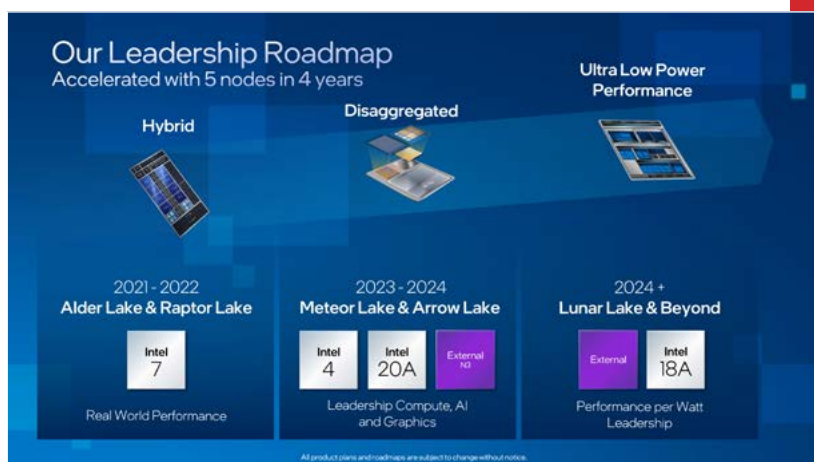 Our Leadership Roadmap
Accelerated with 5 nodes in 4 years
Hybrid
Disaggregated
Ultra Low Power
Performance
2021 - 2022
Alder Lake & Raptor Lake
Intel
7
Real World Performance
2023 - 2024
Meteor Lake & Arrow Lake
Intel
4
Intel
20A
External
N3
Leadership Compute, AI
and Graphics
2024 +
Lunar Lake & Beyond
External
Intel
18A
Performance per Watt
Leadership
All product plans and roadmaps are subject to change without notice.